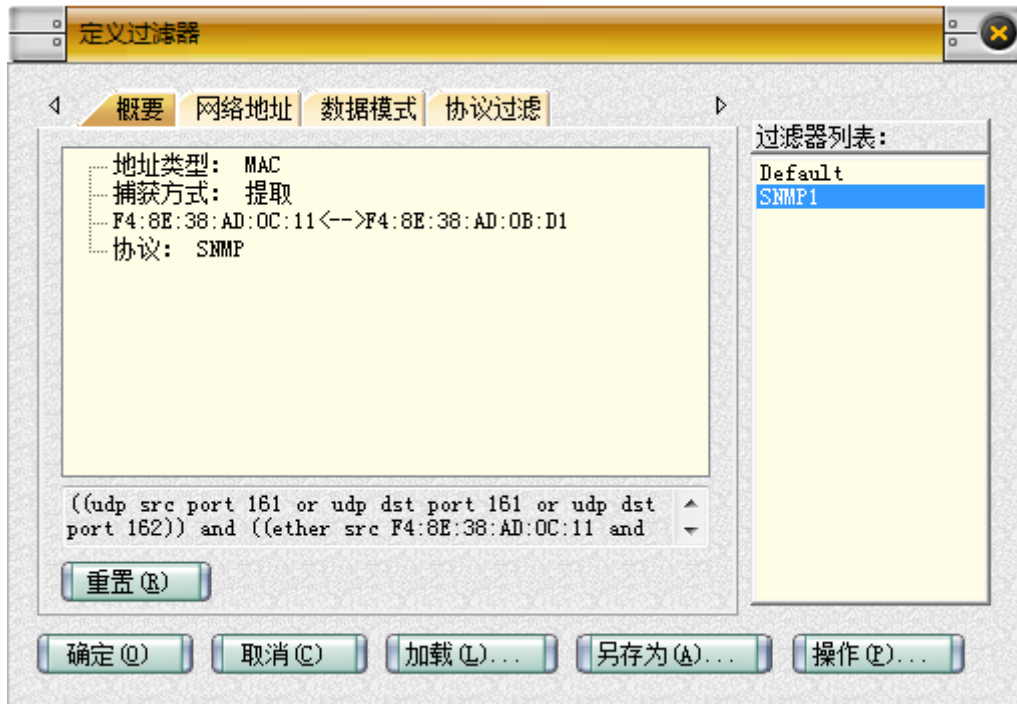 定义过滤器
概要 网络地址 数据模式 协议过滤
地址类型: MAC
捕获方式: 提取
F4:8E:38:AD:0C:11<-->F4:8E:38:AD:0B:D1
协议: SNMP
((udp src port 161 or udp dst port 161 or udp dst
port 162)) and ((ether src F4:8E:38:AD:0C:11 and
重置(R)
过滤器列表:
Default
SNMP1
确定(O) 取消(C) 加载(L)... 另存为(A)... 操作(P)...